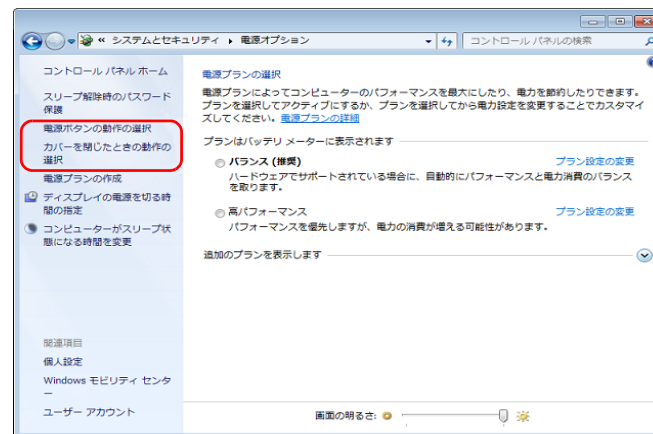 « システムとセキュリティ ▸ 電源オプション
コントロール パネルの検索
コントロール パネル ホーム
スリープ解除時のパスワード
保護
電源ボタンの動作の選択
カバーを閉じたときの動作の
選択
電源プランの作成
ディスプレイの電源を切る時
間の指定
コンピューターがスリープ状
態になる時間を変更
関連項目
個人設定
Windows モビリティ センタ
ー
ユーザー アカウント
電源プランの選択
電源プランによってコンピューターのパフォーマンスを最大にしたり、電力を節約したりできます。
プランを選択してアクティブにするか、プランを選択してから電力設定を変更することでカスタマイ
ズしてください。電源プランの詳細
プランはバッテリ メーターに表示されます
バランス (推奨) プラン設定の変更
ハードウェアでサポートされている場合に、自動的にパフォーマンスと電力消費のバランス
を取ります。
高パフォーマンス プラン設定の変更
パフォーマンスを優先しますが、電力の消費が増える可能性があります。
追加のプランを表示します
画面の明るさ: